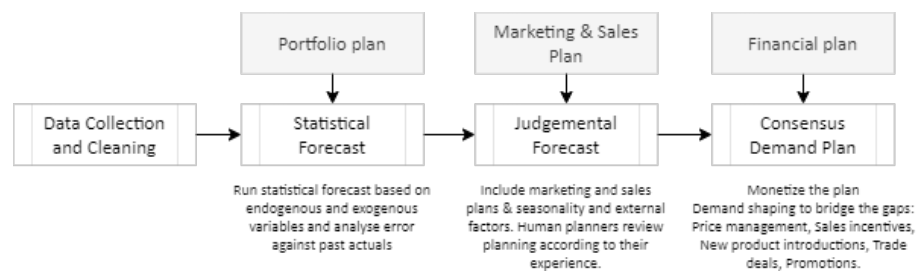 Portfolio plan
Marketing & Sales
Plan
Financial plan
Data Collection
and Cleaning
Statistical
Forecast
Judgemental
Forecast
Consensus
Demand Plan
Run statistical forecast based on
endogenous and exogenous
variables and analyse error
against past actuals
Include marketing and sales
plans & seasonality and external
factors. Human planners review
planning according to their
experience.
Monetize the plan
Demand shaping to bridge the gaps:
Price management, Sales incentives,
New product introductions, Trade
deals, Promotions.